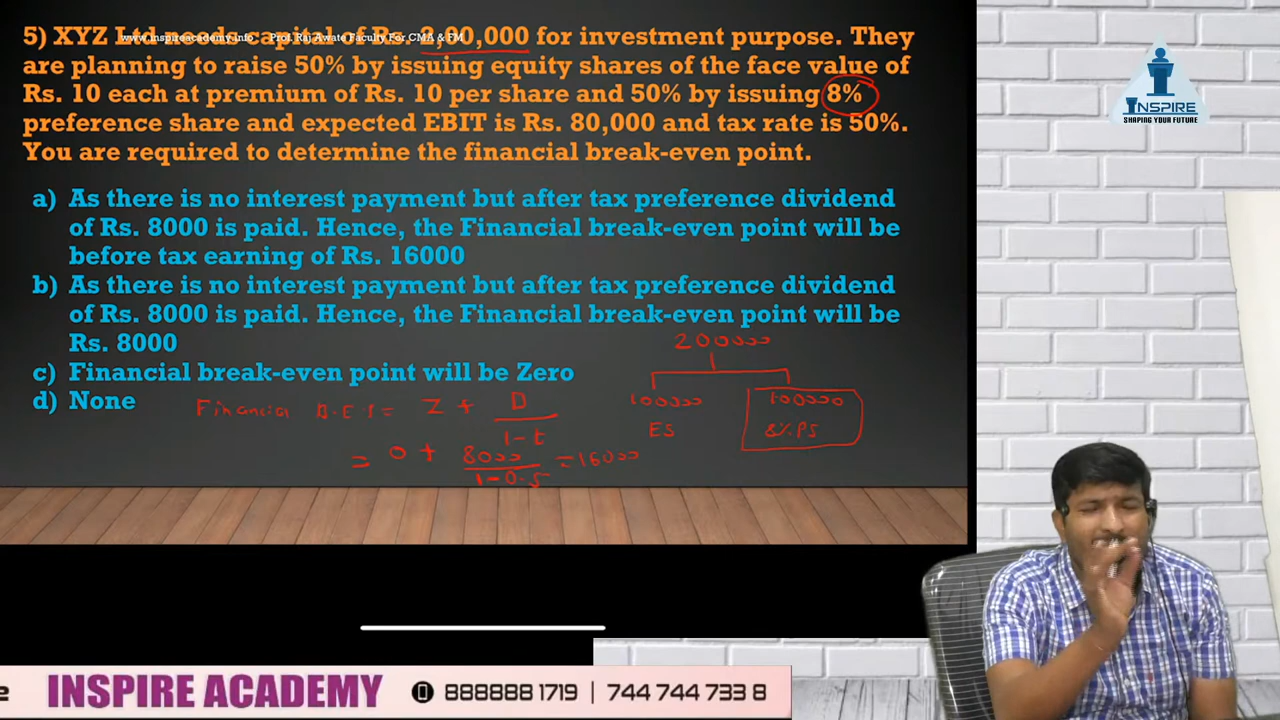 5) XYZ Ltd needs capital of Rs. 2,00,000 for investment purpose. They
www.inspireacademy.info Prof. Raj Awate Faculty For CMA & FM
are planning to raise 50% by issuing equity shares of the face value of
Rs. 10 each at premium of Rs. 10 per share and 50% by issuing 8%
preference share and expected EBIT is Rs. 80,000 and tax rate is 50%.
You are required to determine the financial break-even point.
INSPIRE
SHAPING YOUR FUTURE
a) As there is no interest payment but after tax preference dividend
of Rs. 8000 is paid. Hence, the Financial break-even point will be
before tax earning of Rs. 16000
b) As there is no interest payment but after tax preference dividend
of Rs. 8000 is paid. Hence, the Financial break-even point will be
Rs. 8000
c) Financial break-even point will be Zero
d) None
200000
100000 100000
ES 8% PS
Financial B.E.P = I + D
1-t
= 0 + 8000 = 16000
1-0.5
INSPIRE ACADEMY 888888 1719 | 744 744 733 8